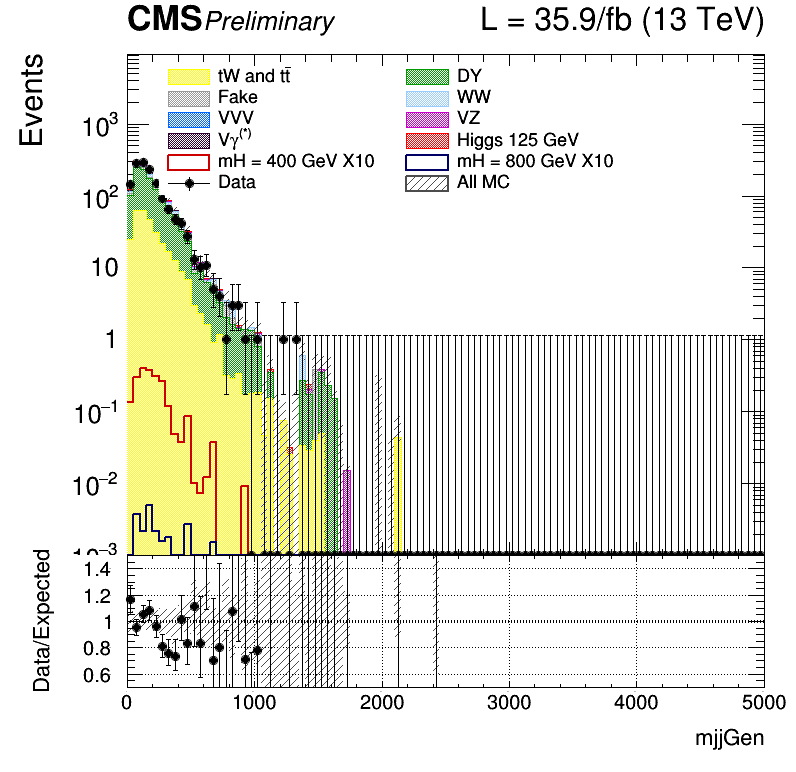 CMS Preliminary L = 35.9/fb (13 TeV)
Events
tW and tt̄ DY
Fake WW
VVV VZ
Vγ(*) Higgs 125 GeV
mH = 400 GeV X10 mH = 800 GeV X10
Data All MC
10³
10²
10
1
10⁻¹
10⁻²
10⁻³
Data/Expected
1.4
1.2
1
0.8
0.6
0 1000 2000 3000 4000 5000
mjjGen